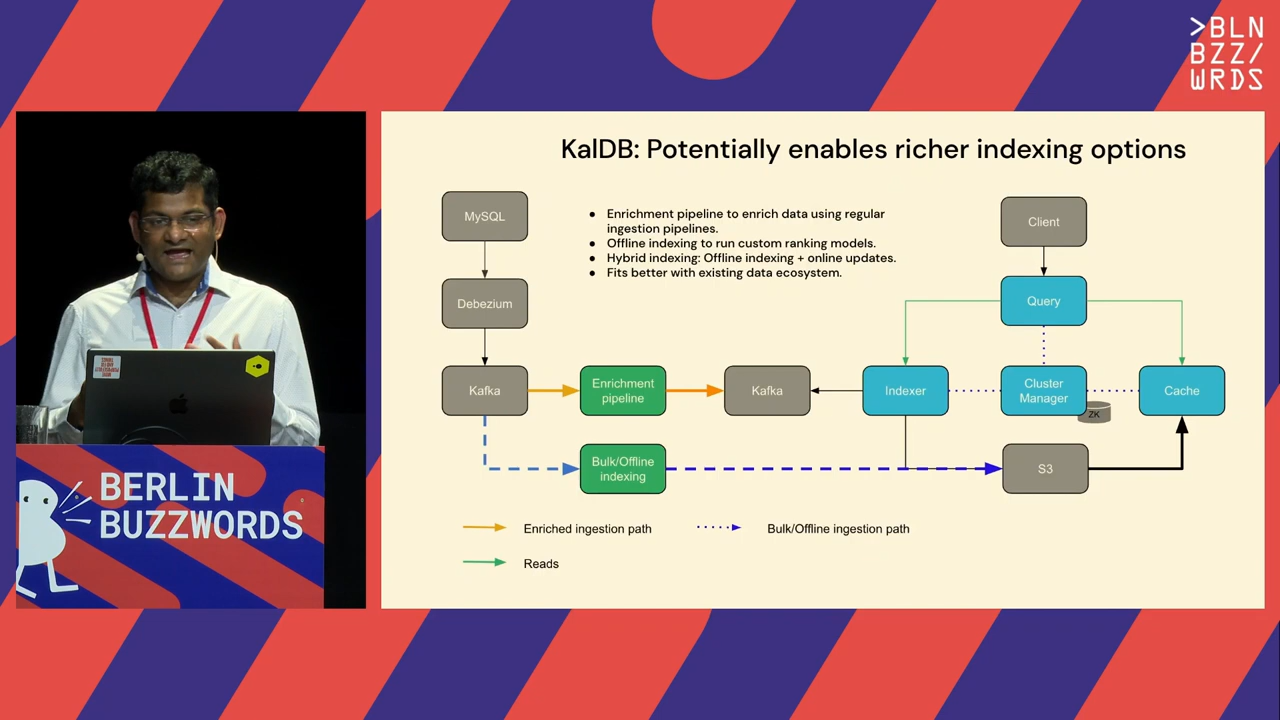 >BLN
BZZ/
WRDS
KalDB: Potentially enables richer indexing options
MySQL
● Enrichment pipeline to enrich data using regular
ingestion pipelines.
● Offline indexing to run custom ranking models.
● Hybrid indexing: Offline indexing + online updates.
● Fits better with existing data ecosystem.
Client
Debezium
Query
Kafka
Enrichment
pipeline
Kafka
Indexer
Cluster
Manager
ZK
Cache
Bulk/Offline
indexing
S3
Enriched ingestion path
Bulk/Offline ingestion path
Reads
BERLIN
BUZZWORDS